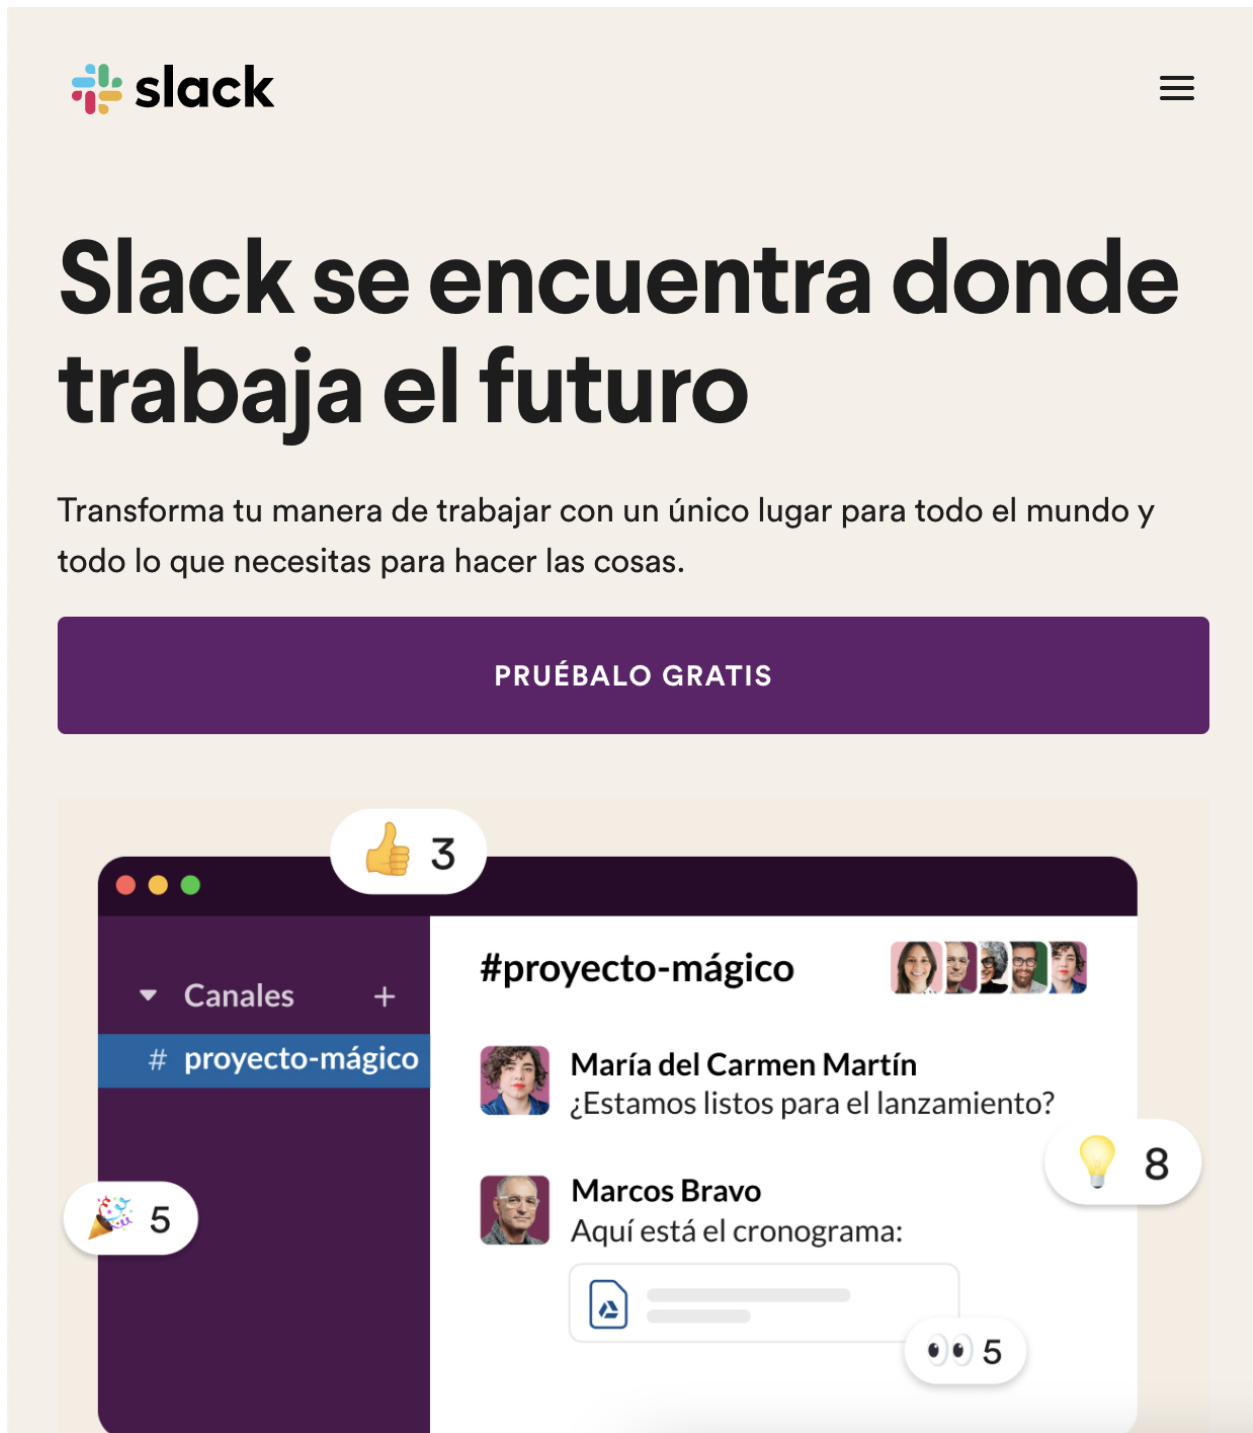 slack
Slack se encuentra donde
trabaja el futuro
Transforma tu manera de trabajar con un único lugar para todo el mundo y
todo lo que necesitas para hacer las cosas.
PRUÉBALO GRATIS
3
#proyecto-mágico
Canales +
# proyecto-mágico
María del Carmen Martín
¿Estamos listos para el lanzamiento?
8
Marcos Bravo
Aquí está el cronograma:
5
5